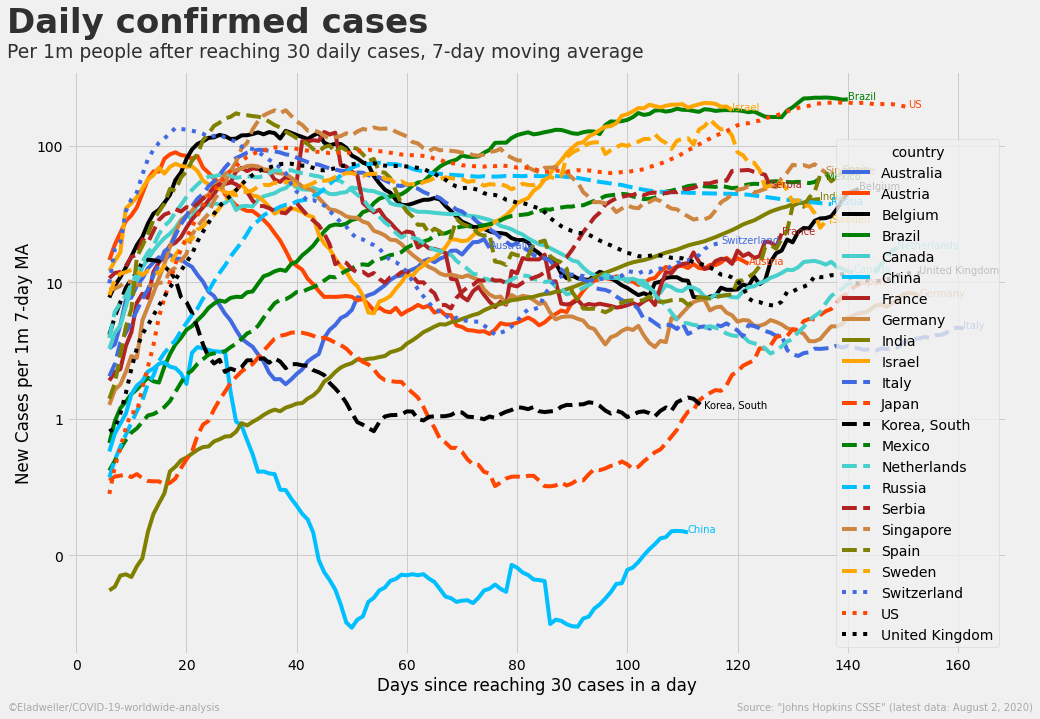 Daily confirmed cases
Per 1m people after reaching 30 daily cases, 7-day moving average
New Cases per 1m 7-day MA
100
10
1
0
Israel
Brazil
US
Serbia
Belgium
Russia
India
France
Switzerland
Australia
Austria
Netherlands
United Kingdom
Germany
Italy
Korea, South
China
country
Australia
Austria
Belgium
Brazil
Canada
China
France
Germany
India
Israel
Italy
Japan
Korea, South
Mexico
Netherlands
Russia
Serbia
Singapore
Spain
Sweden
Switzerland
US
United Kingdom
0 20 40 60 80 100 120 140 160
Days since reaching 30 cases in a day
©Eladweller/COVID-19-worldwide-analysis
Source: "Johns Hopkins CSSE" (latest data: August 2, 2020)